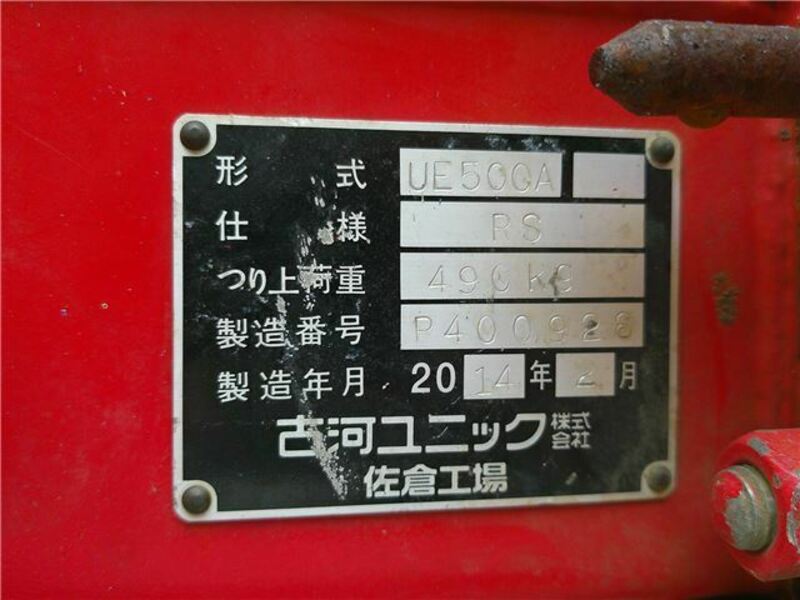 形式 UE500A
仕様 RS
つり上荷重 490kg
製造番号 P400928
製造年月 2014年2月
古河ユニック株式会社
佐倉工場